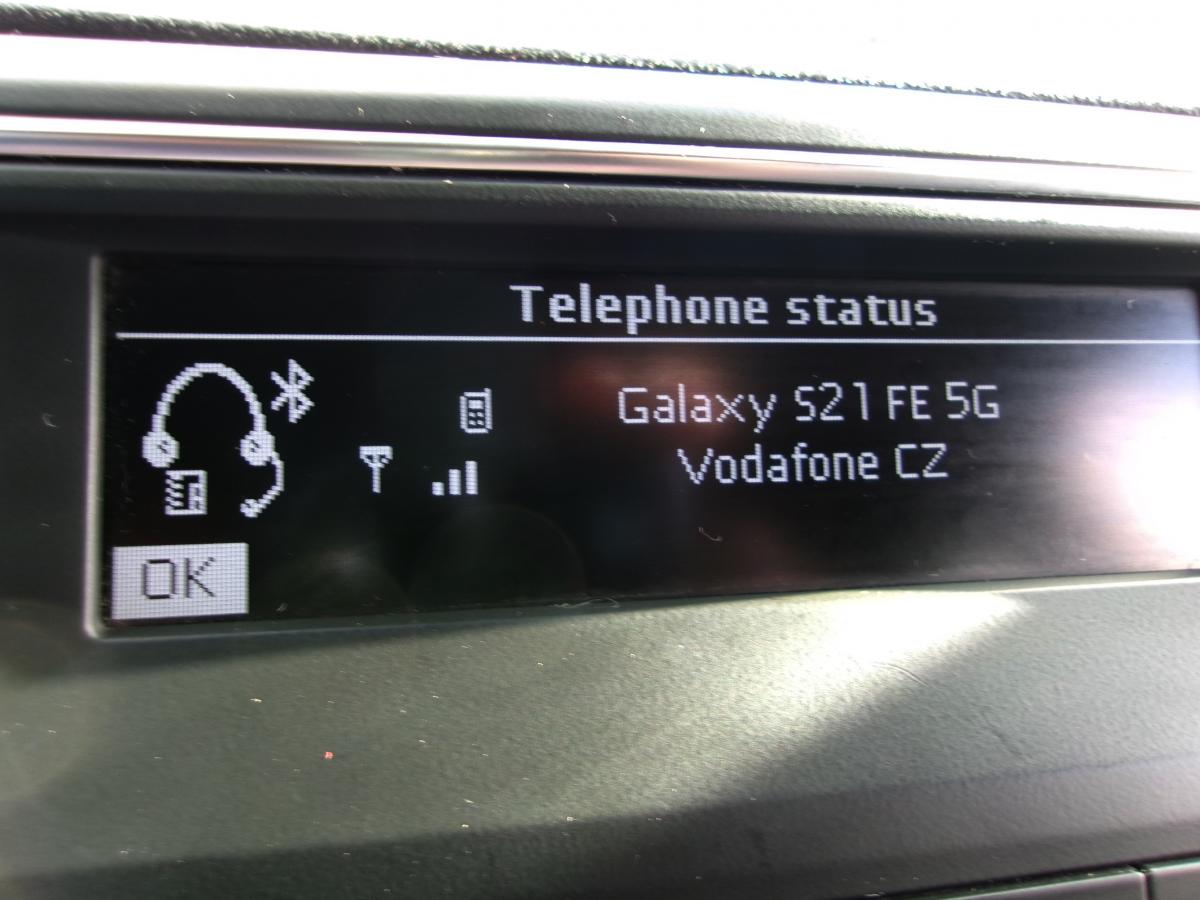 Telephone status
Galaxy S21 FE 5G
Vodafone CZ
OK